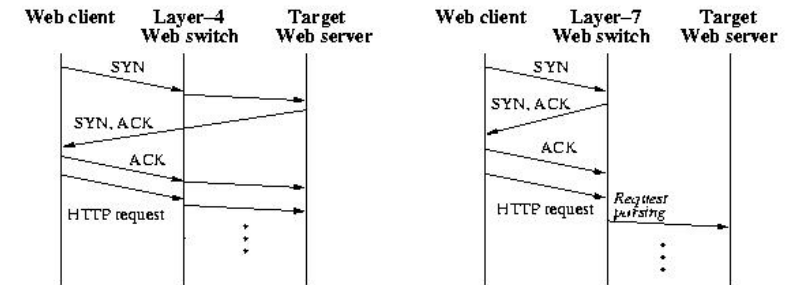 Web client
Layer–4
Web switch
Target
Web server
SYN
SYN, ACK
ACK
HTTP request
Web client
Layer–7
Web switch
Target
Web server
SYN
SYN, ACK
ACK
HTTP request
Request
parsing